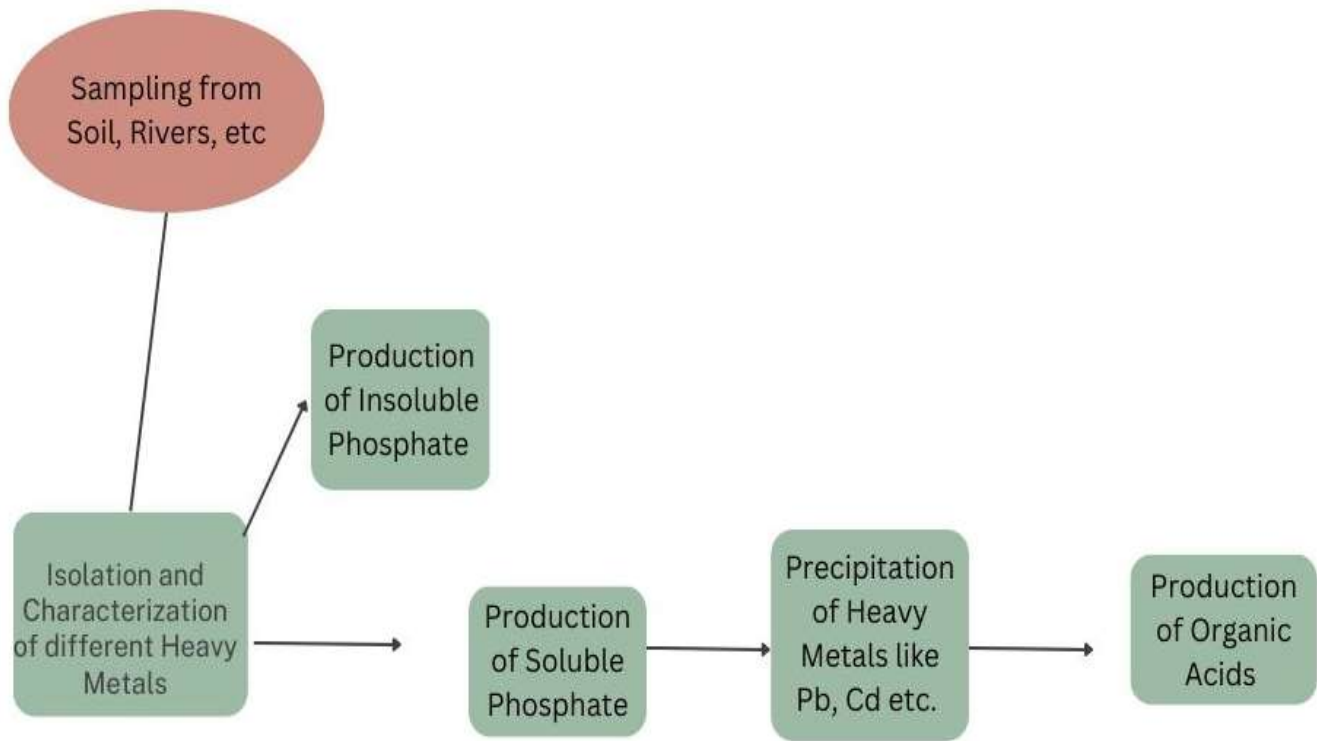 Sampling from
Soil, Rivers, etc
Production
of Insoluble
Phosphate
Isolation and
Characterization
of different Heavy
Metals
Production
of Soluble
Phosphate
Precipitation
of Heavy
Metals like
Pb, Cd etc.
Production
of Organic
Acids